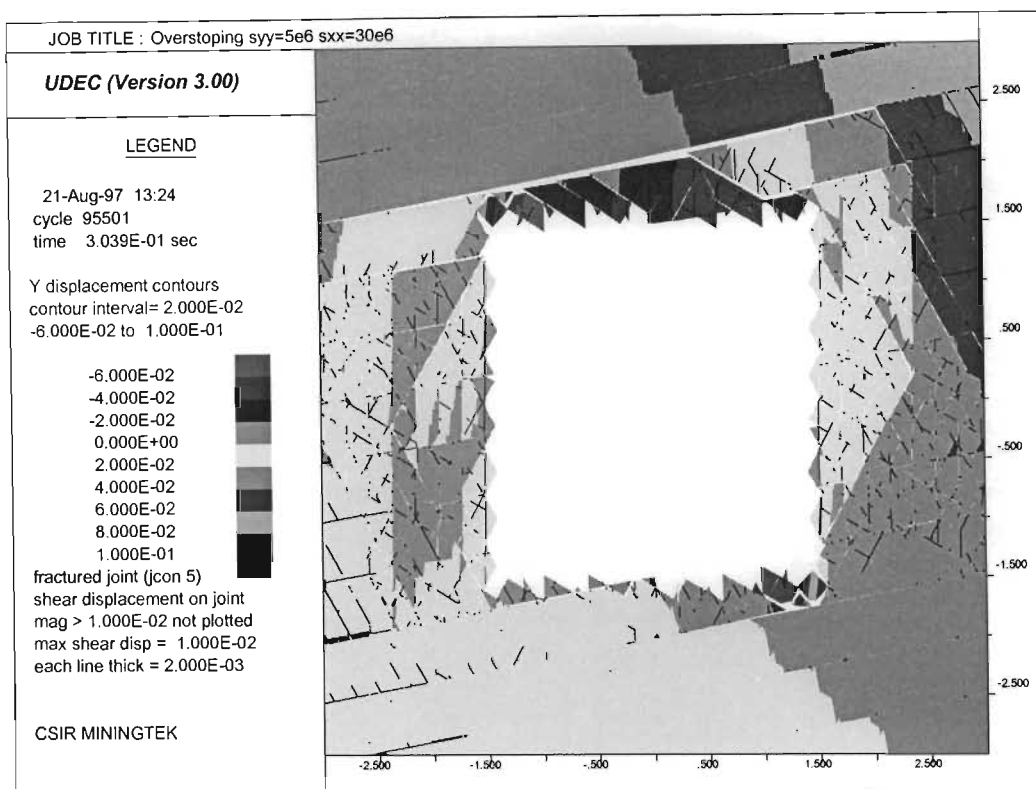 JOB TITLE : Overstoping syy=5e6 sxx=30e6
UDEC (Version 3.00)
LEGEND
21-Aug-97 13:24
cycle 95501
time 3.039E-01 sec
Y displacement contours
contour interval= 2.000E-02
-6.000E-02 to 1.000E-01
-6.000E-02
-4.000E-02
-2.000E-02
0.000E+00
2.000E-02
4.000E-02
6.000E-02
8.000E-02
1.000E-01
fractured joint (jcon 5)
shear displacement on joint
mag > 1.000E-02 not plotted
max shear disp = 1.000E-02
each line thick = 2.000E-03
CSIR MININGTEK
2.500
1.500
.500
-.500
-1.500
-2.500
-2.500 -1.500 -.500 .500 1.500 2.500